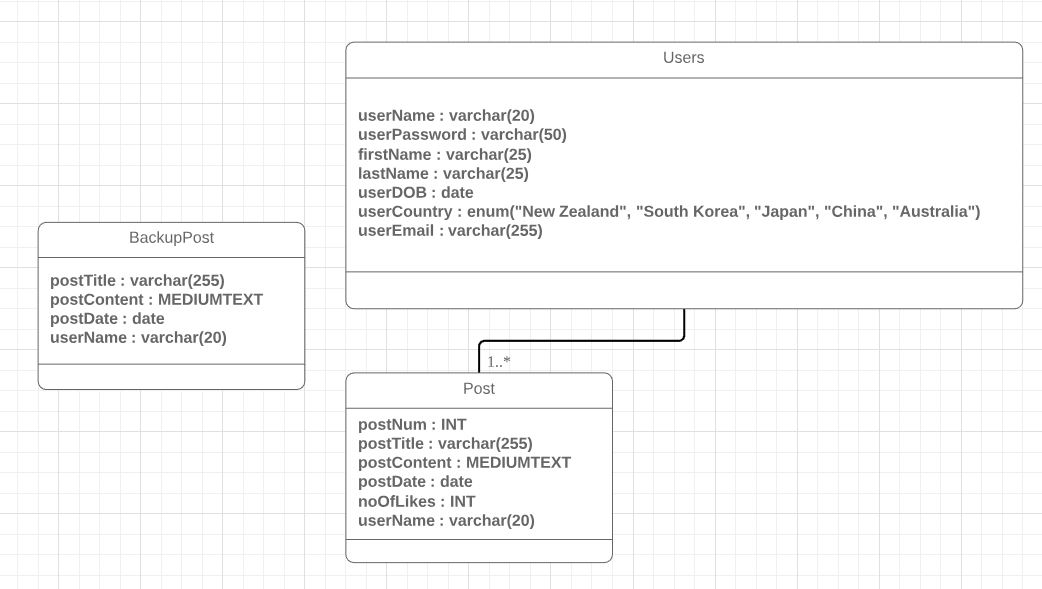 Users
userName : varchar(20)
userPassword : varchar(50)
firstName : varchar(25)
lastName : varchar(25)
userDOB : date
userCountry : enum("New Zealand", "South Korea", "Japan", "China", "Australia")
userEmail : varchar(255)
BackupPost
postTitle : varchar(255)
postContent : MEDIUMTEXT
postDate : date
userName : varchar(20)
1..*
Post
postNum : INT
postTitle : varchar(255)
postContent : MEDIUMTEXT
postDate : date
noOfLikes : INT
userName : varchar(20)